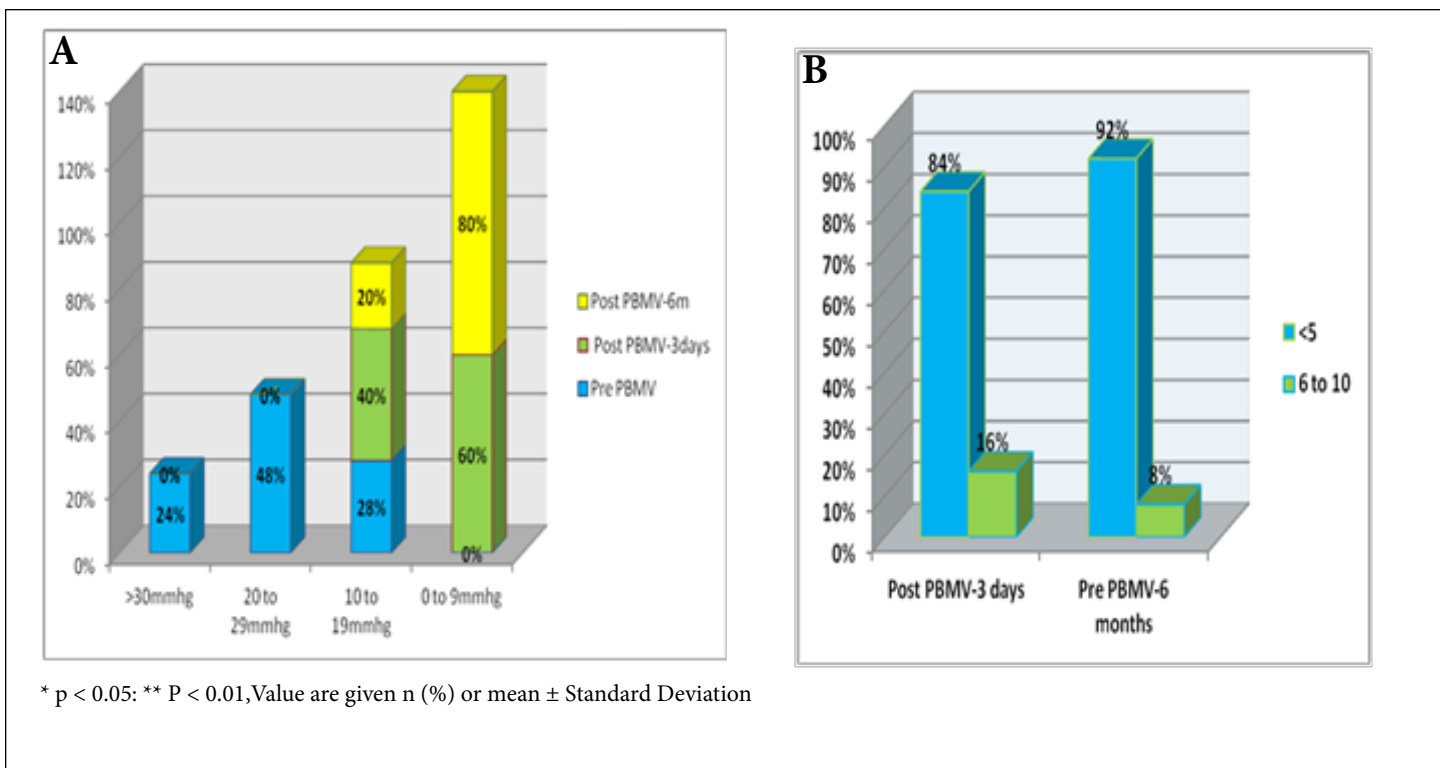 A
140%
120%
100%
80%
60%
40%
20%
0%
0%
24%
0%
48%
20%
40%
28%
80%
60%
0%
>30mmhg
20 to
29mmhg
10 to
19mmhg
0 to 9mmhg
Post PBMV-6m
Post PBMV-3days
Pre PBMV
B
100%
90%
80%
70%
60%
50%
40%
30%
20%
10%
0%
84%
16%
92%
8%
Post PBMV-3 days
Pre PBMV-6
months
<5
6 to 10
* p < 0.05: ** P < 0.01,Value are given n (%) or mean ± Standard Deviation